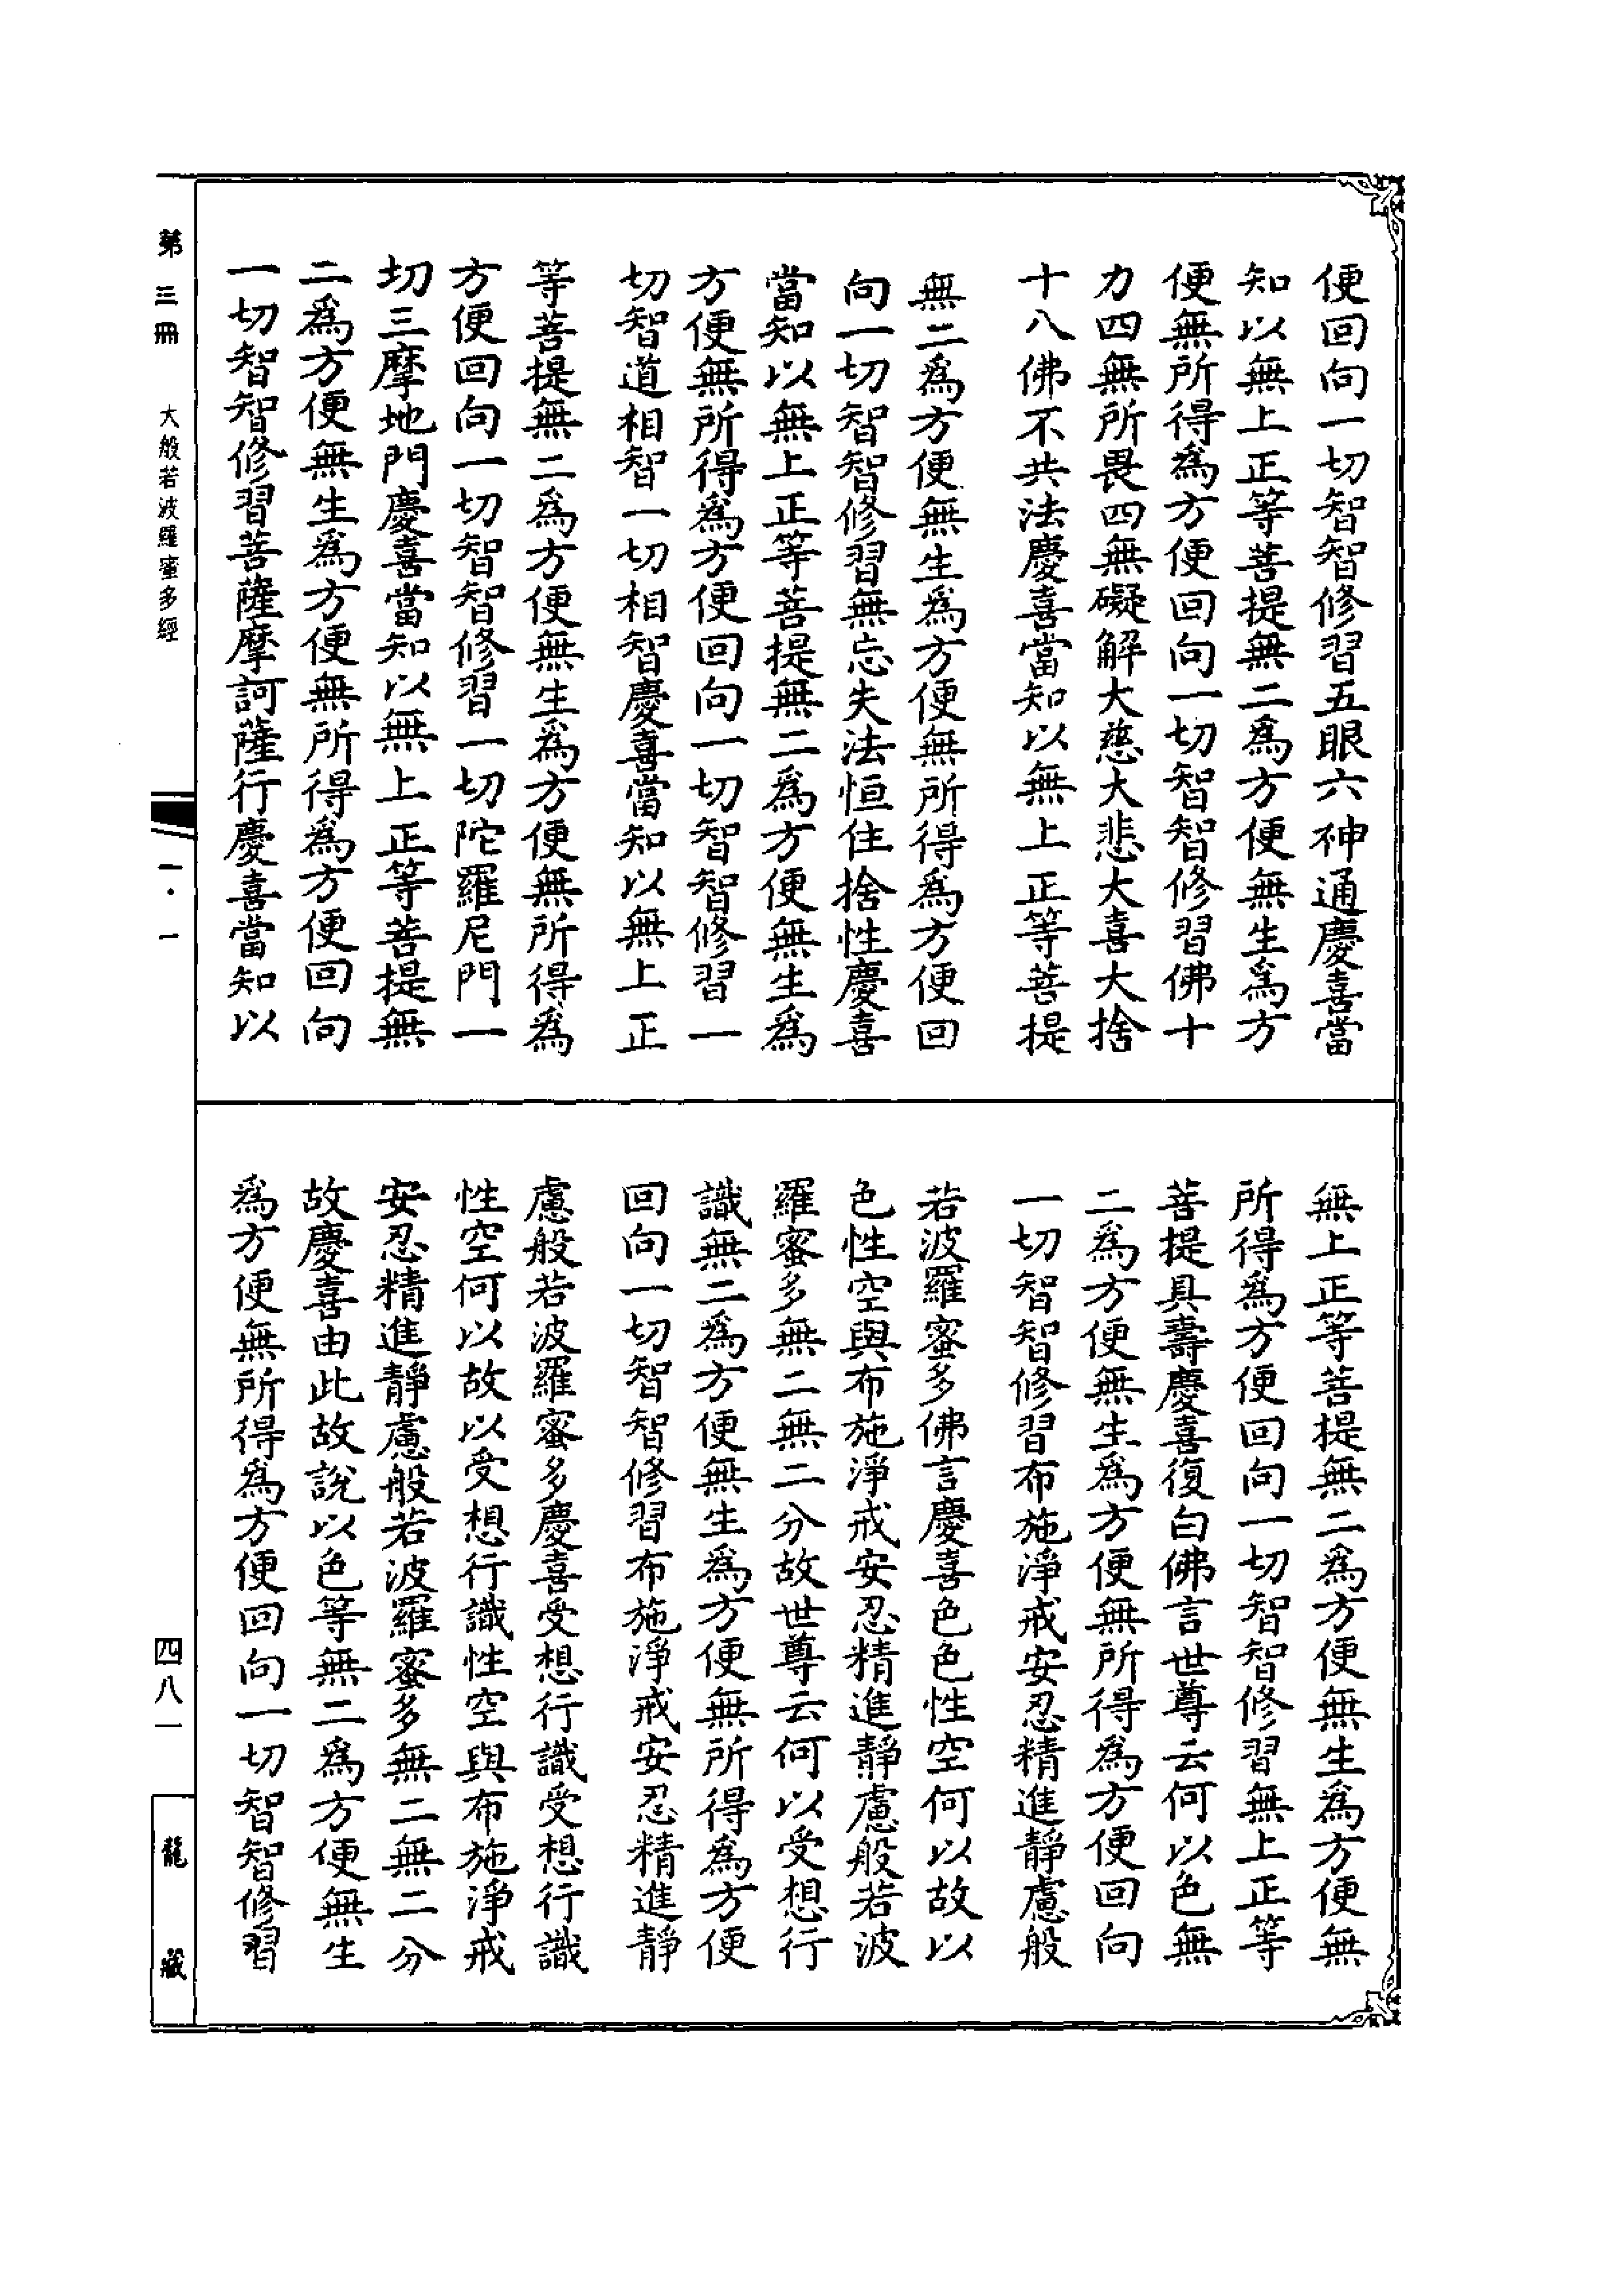 便回向一切智智修習五眼六神通慶喜當
知以無上正等菩提無二為方便無生為方
便無所得為方便回向一切智智修習佛十
力四無所畏四無礙解大慈大悲大喜大捨
十八佛不共法慶喜當知以無上正等菩提
無二為方便無生為方便無所得為方便回
向一切智智修習無忘失法恒住捨性慶喜
當知以無上正等菩提無二為方便無生為
方便無所得為方便回向一切智智修習一
切智道相智一切相智慶喜當知以無上正
等菩提無二為方便無生為方便無所得為
方便回向一切智智修習一切陀羅尼門一
切三摩地門慶喜當知以無上正等菩提無
二為方便無生為方便無所得為方便回向
一切智智修習菩薩摩訶薩行慶喜當知以
無上正等菩提無二為方便無生為方便無
所得為方便回向一切智智修習無上正等
菩提具壽慶喜復白佛言世尊云何以色無
二為方便無生為方便無所得為方便回向
一切智智修習布施淨戒安忍精進靜慮般
若波羅蜜多佛言慶喜色色性空何以故以
色性空與布施淨戒安忍精進靜慮般若波
羅蜜多無二無二分故世尊云何以受想行
識無二為方便無生為方便無所得為方便
回向一切智智修習布施淨戒安忍精進靜
慮般若波羅蜜多慶喜受想行識受想行識
性空何以故以受想行識性空與布施淨戒
安忍精進靜慮般若波羅蜜多無二無二分
故慶喜由此故說以色等無二為方便無生
為方便無所得為方便回向一切智智修習
第三冊 大般若波羅蜜多經 一·一 四八一 龍藏